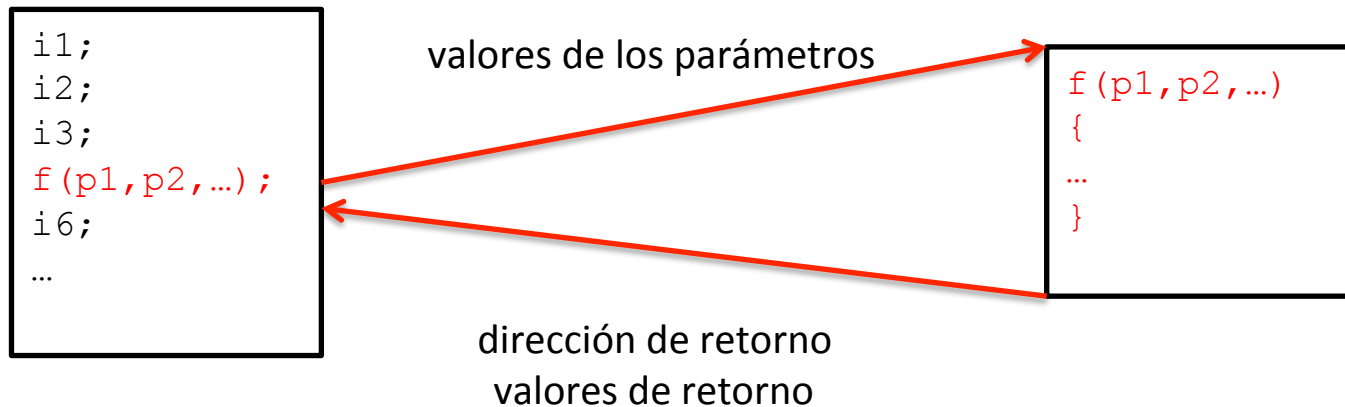 i1;
i2;
i3;
f(p1,p2,…);
i6;
…
valores de los parámetros
f(p1,p2,…)
{
…
}
dirección de retorno
valores de retorno